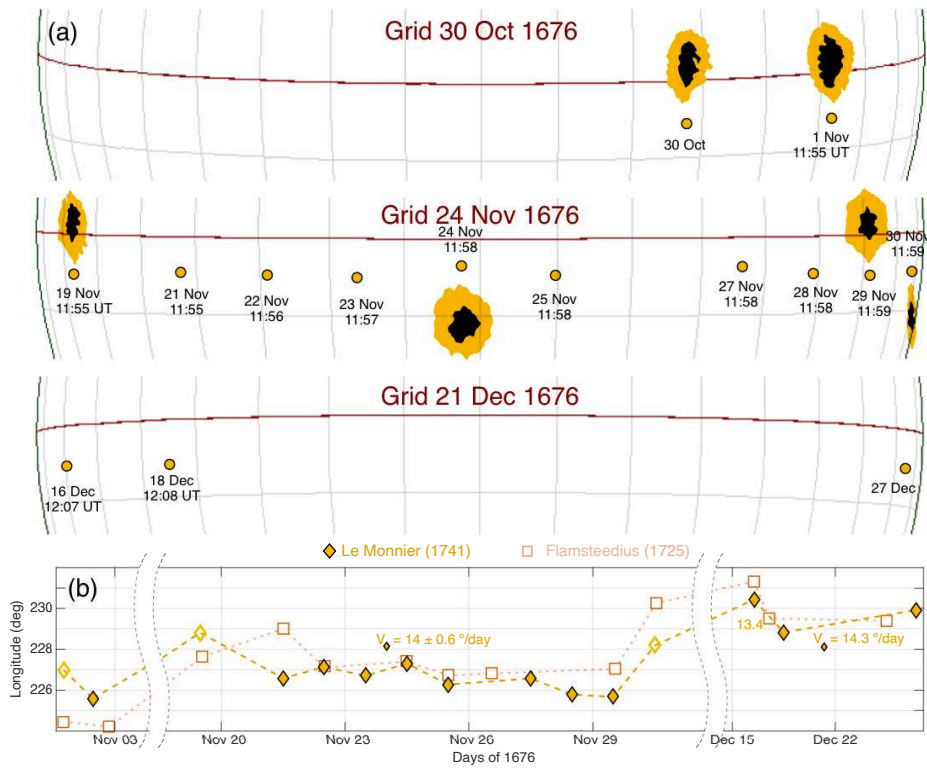 (a)
Grid 30 Oct 1676
30 Oct
1 Nov
11:55 UT
Grid 24 Nov 1676
24 Nov
11:58
30 Nov
11:59
19 Nov
11:55 UT
21 Nov
11:55
22 Nov
11:56
23 Nov
11:57
25 Nov
11:58
27 Nov
11:58
28 Nov
11:58
29 Nov
11:59
Grid 21 Dec 1676
16 Dec
12:07 UT
18 Dec
12:08 UT
27 Dec
Le Monnier (1741)
Flamsteedius (1725)
(b)
Longitude (deg)
230
228
226
V = 14 ± 0.6 º/day
13.4
V = 14.3 º/day
Nov 03
Nov 20
Nov 23
Nov 26
Nov 29
Dec 15
Dec 22
Days of 1676